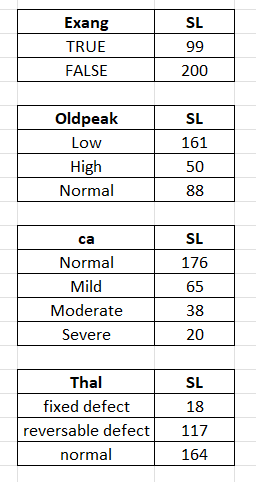 Exang SL
TRUE 99
FALSE 200
Oldpeak SL
Low 161
High 50
Normal 88
ca SL
Normal 176
Mild 65
Moderate 38
Severe 20
Thal SL
fixed defect 18
reversable defect 117
normal 164